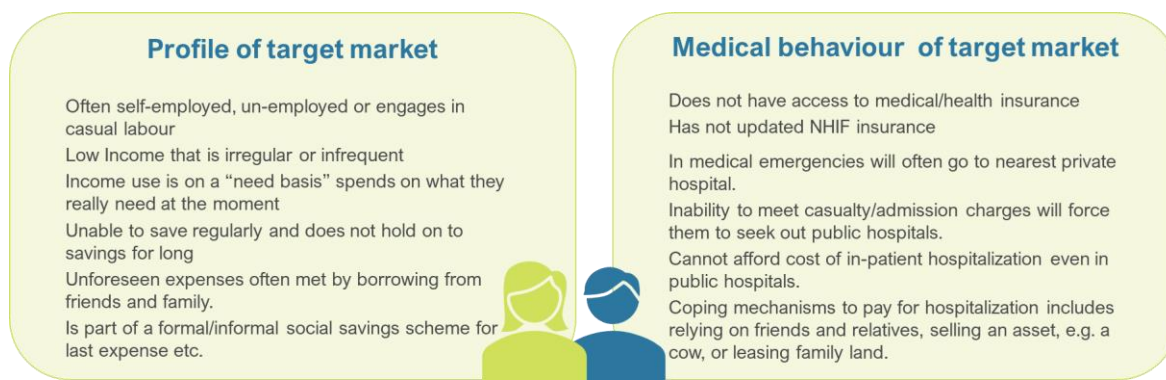 Profile of target market
Often self-employed, un-employed or engages in
casual labour
Low Income that is irregular or infrequent
Income use is on a “need basis” spends on what they
really need at the moment
Unable to save regularly and does not hold on to
savings for long
Unforeseen expenses often met by borrowing from
friends and family.
Is part of a formal/informal social savings scheme for
last expense etc.
Medical behaviour of target market
Does not have access to medical/health insurance
Has not updated NHIF insurance
In medical emergencies will often go to nearest private
hospital.
Inability to meet casualty/admission charges will force
them to seek out public hospitals.
Cannot afford cost of in-patient hospitalization even in
public hospitals.
Coping mechanisms to pay for hospitalization includes
relying on friends and relatives, selling an asset, e.g. a
cow, or leasing family land.